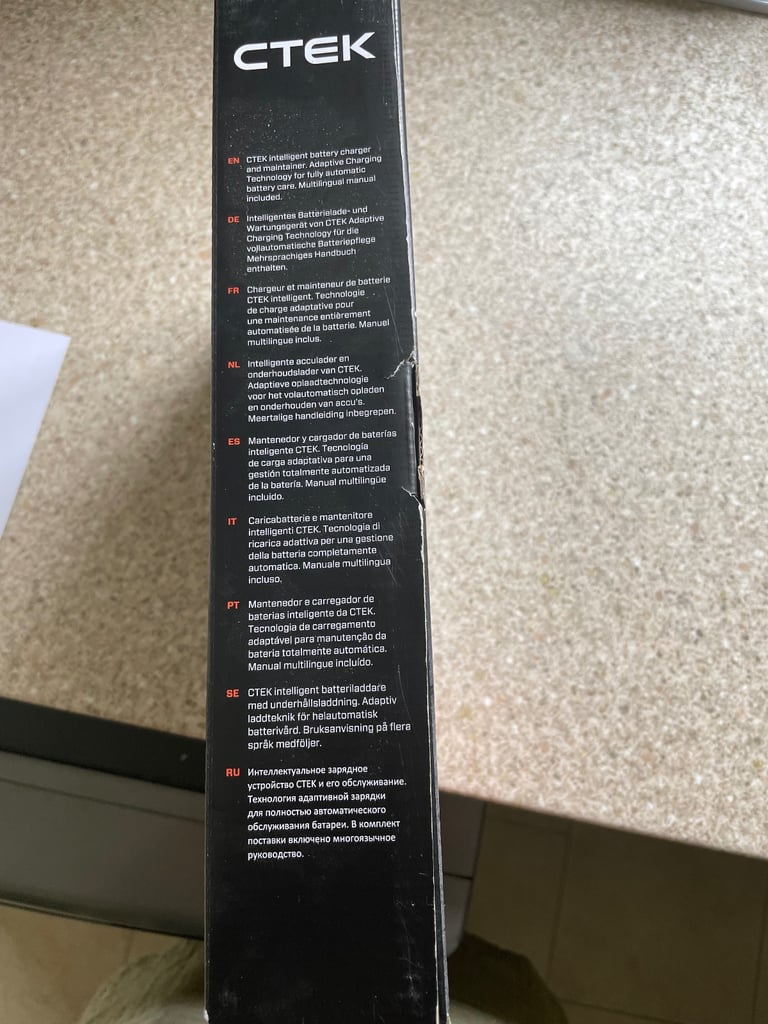 CTEK
EN CTEK intelligent battery charger
and maintainer. Adaptive Charging
Technology for fully automatic
battery care. Multilingual manual
included.
DE Intelligentes Batterielade- und
Wartungsgerät von CTEK Adaptive
Charging Technology für die
vollautomatische Batteriepflege
Mehrsprachiges Handbuch
enthalten.
FR Chargeur et mainteneur de batterie
CTEK intelligent. Technologie
de charge adaptative pour
une maintenance entièrement
automatisée de la batterie. Manuel
multilingue inclus.
NL Intelligente acculader en
onderhoudslader van CTEK.
Adaptieve oplaadtechnologie
voor het volautomatisch opladen
en onderhouden van accu's.
Meertalige handleiding inbegrepen.
ES Mantenedor y cargador de baterías
inteligente CTEK. Tecnología
de carga adaptativa para una
gestión totalmente automatizada
de la batería. Manual multilingüe
incluido.
IT Caricabatterie e mantenitore
intelligenti CTEK. Tecnologia di
ricarica adattiva per una gestione
della batteria completamente
automatica. Manuale multilingua
incluso.
PT Mantenedor e carregador de
baterias inteligente da CTEK.
Tecnologia de carregamento
adaptável para manutenção da
bateria totalmente automática.
Manual multilingue incluído.
SE CTEK intelligent batteriladdare
med underhållsladdning. Adaptiv
laddteknik för helautomatisk
batterivård. Bruksanvisning på flera
språk medföljer.
RU Интеллектуальное зарядное
устройство CTEK и его обслуживание.
Технология адаптивной зарядки
для полностью автоматического
обслуживания батареи. В комплект
поставки включено многоязычное
руководство.